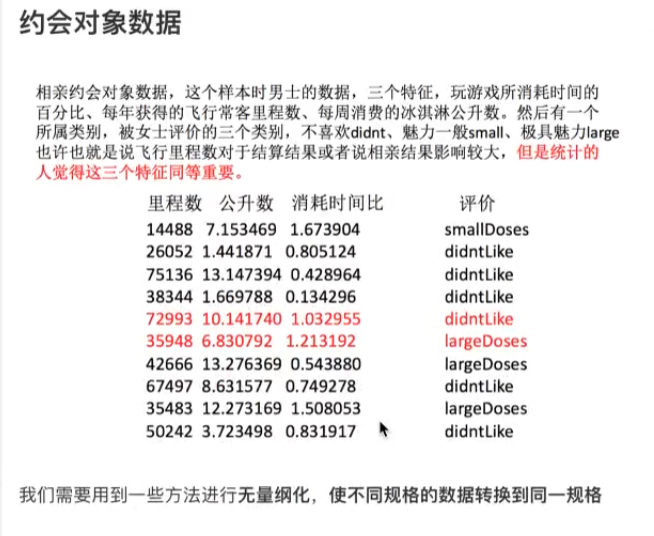 约会对象数据
相亲约会对象数据，这个样本时男士的数据，三个特征，玩游戏所消耗时间的
百分比、每年获得的飞行常客里程数、每周消费的冰淇淋公升数。然后有一个
所属类别，被女士评价的三个类别，不喜欢didnt、魅力一般small、极具魅力large
也许也就是说飞行里程数对于结算结果或者说相亲结果影响较大，但是统计的
人觉得这三个特征同等重要。
里程数 公升数 消耗时间比 评价
14488 7.153469 1.673904 smallDoses
26052 1.441871 0.805124 didntLike
75136 13.147394 0.428964 didntLike
38344 1.669788 0.134296 didntLike
72993 10.141740 1.032955 didntLike
35948 6.830792 1.213192 largeDoses
42666 13.276369 0.543880 largeDoses
67497 8.631577 0.749278 didntLike
35483 12.273169 1.508053 largeDoses
50242 3.723498 0.831917 didntLike
我们需要用到一些方法进行无量纲化，使不同规格的数据转换到同一规格